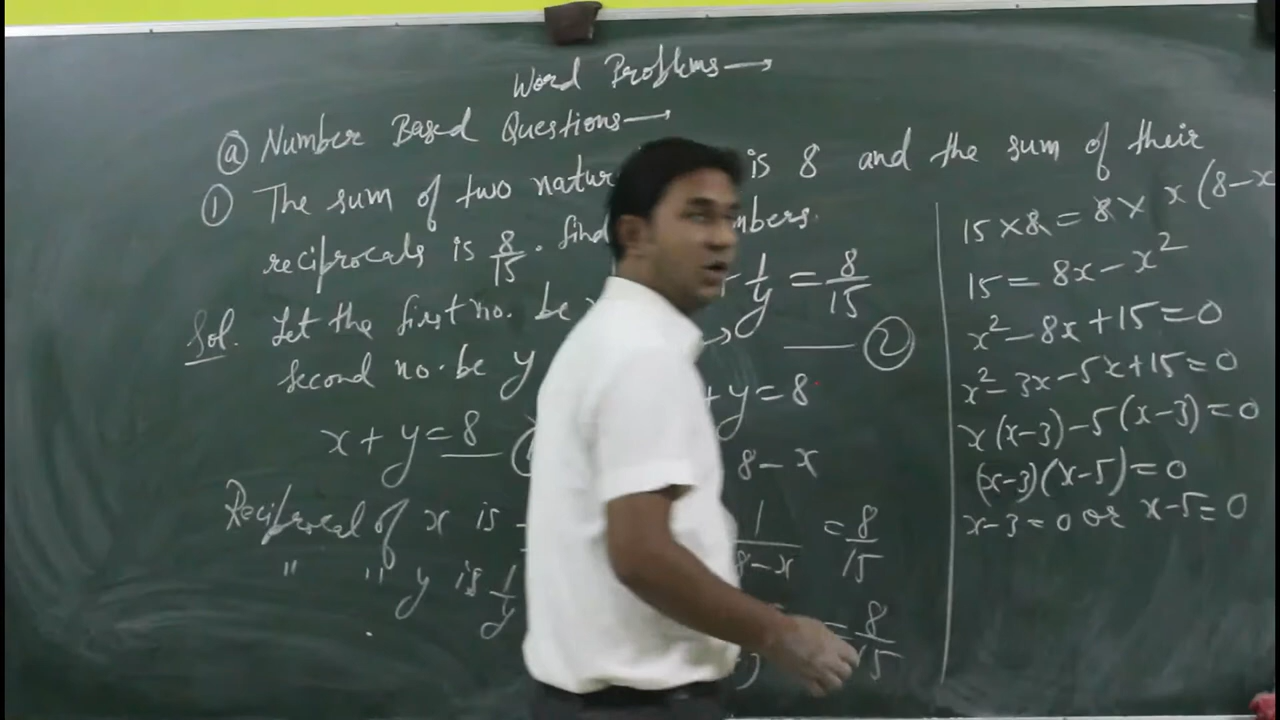 Word Problems→
ⓐ Number Based Questions→
① The sum of two natur is 8 and the sum of their
reciprocals is 8/15. find mbers.
Sol. Let the first no. be
second no. be y
x + y = 8
Reciprocal of x is
" " y is 1/y
1/y = 8/15
→ ②
+ y = 8
8 - x
1/(8-x) = 8/15
= 8/15
15 × 8 = 8 × x (8-x
15 = 8x - x²
x² - 8x + 15 = 0
x² - 3x - 5x + 15 = 0
x(x-3) - 5(x-3) = 0
(x-3)(x-5) = 0
x-3 = 0 or x-5 = 0